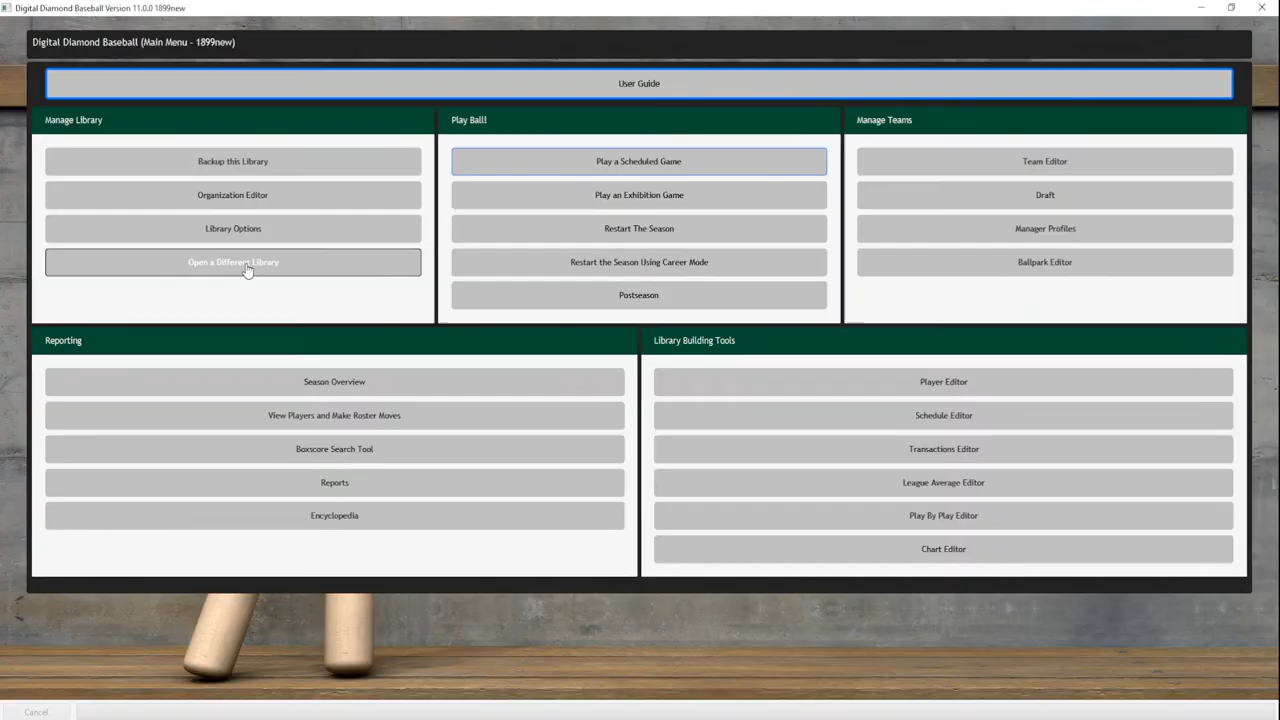 Digital Diamond Baseball Version 11.0.0 1899new
Digital Diamond Baseball (Main Menu - 1899new)
User Guide
Manage Library
Backup this Library
Organization Editor
Library Options
Open a Different Library
Play Ball!
Play a Scheduled Game
Play an Exhibition Game
Restart The Season
Restart the Season Using Career Mode
Postseason
Manage Teams
Team Editor
Draft
Manager Profiles
Ballpark Editor
Reporting
Season Overview
View Players and Make Roster Moves
Boxscore Search Tool
Reports
Encyclopedia
Library Building Tools
Player Editor
Schedule Editor
Transactions Editor
League Average Editor
Play By Play Editor
Chart Editor
Cancel